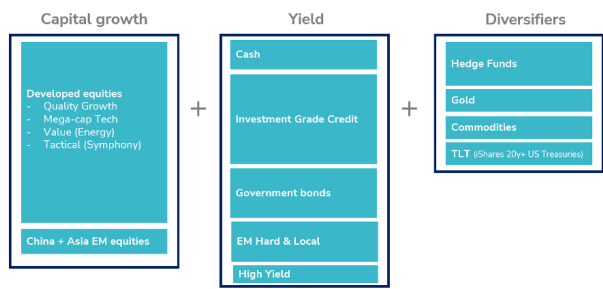 Capital growth
Developed equities
- Quality Growth
- Mega-cap Tech
- Value (Energy)
- Tactical (Symphony)
China + Asia EM equities
+
Yield
Cash
Investment Grade Credit
Government bonds
EM Hard & Local
High Yield
+
Diversifiers
Hedge Funds
Gold
Commodities
TLT (iShares 20y+ US Treasuries)